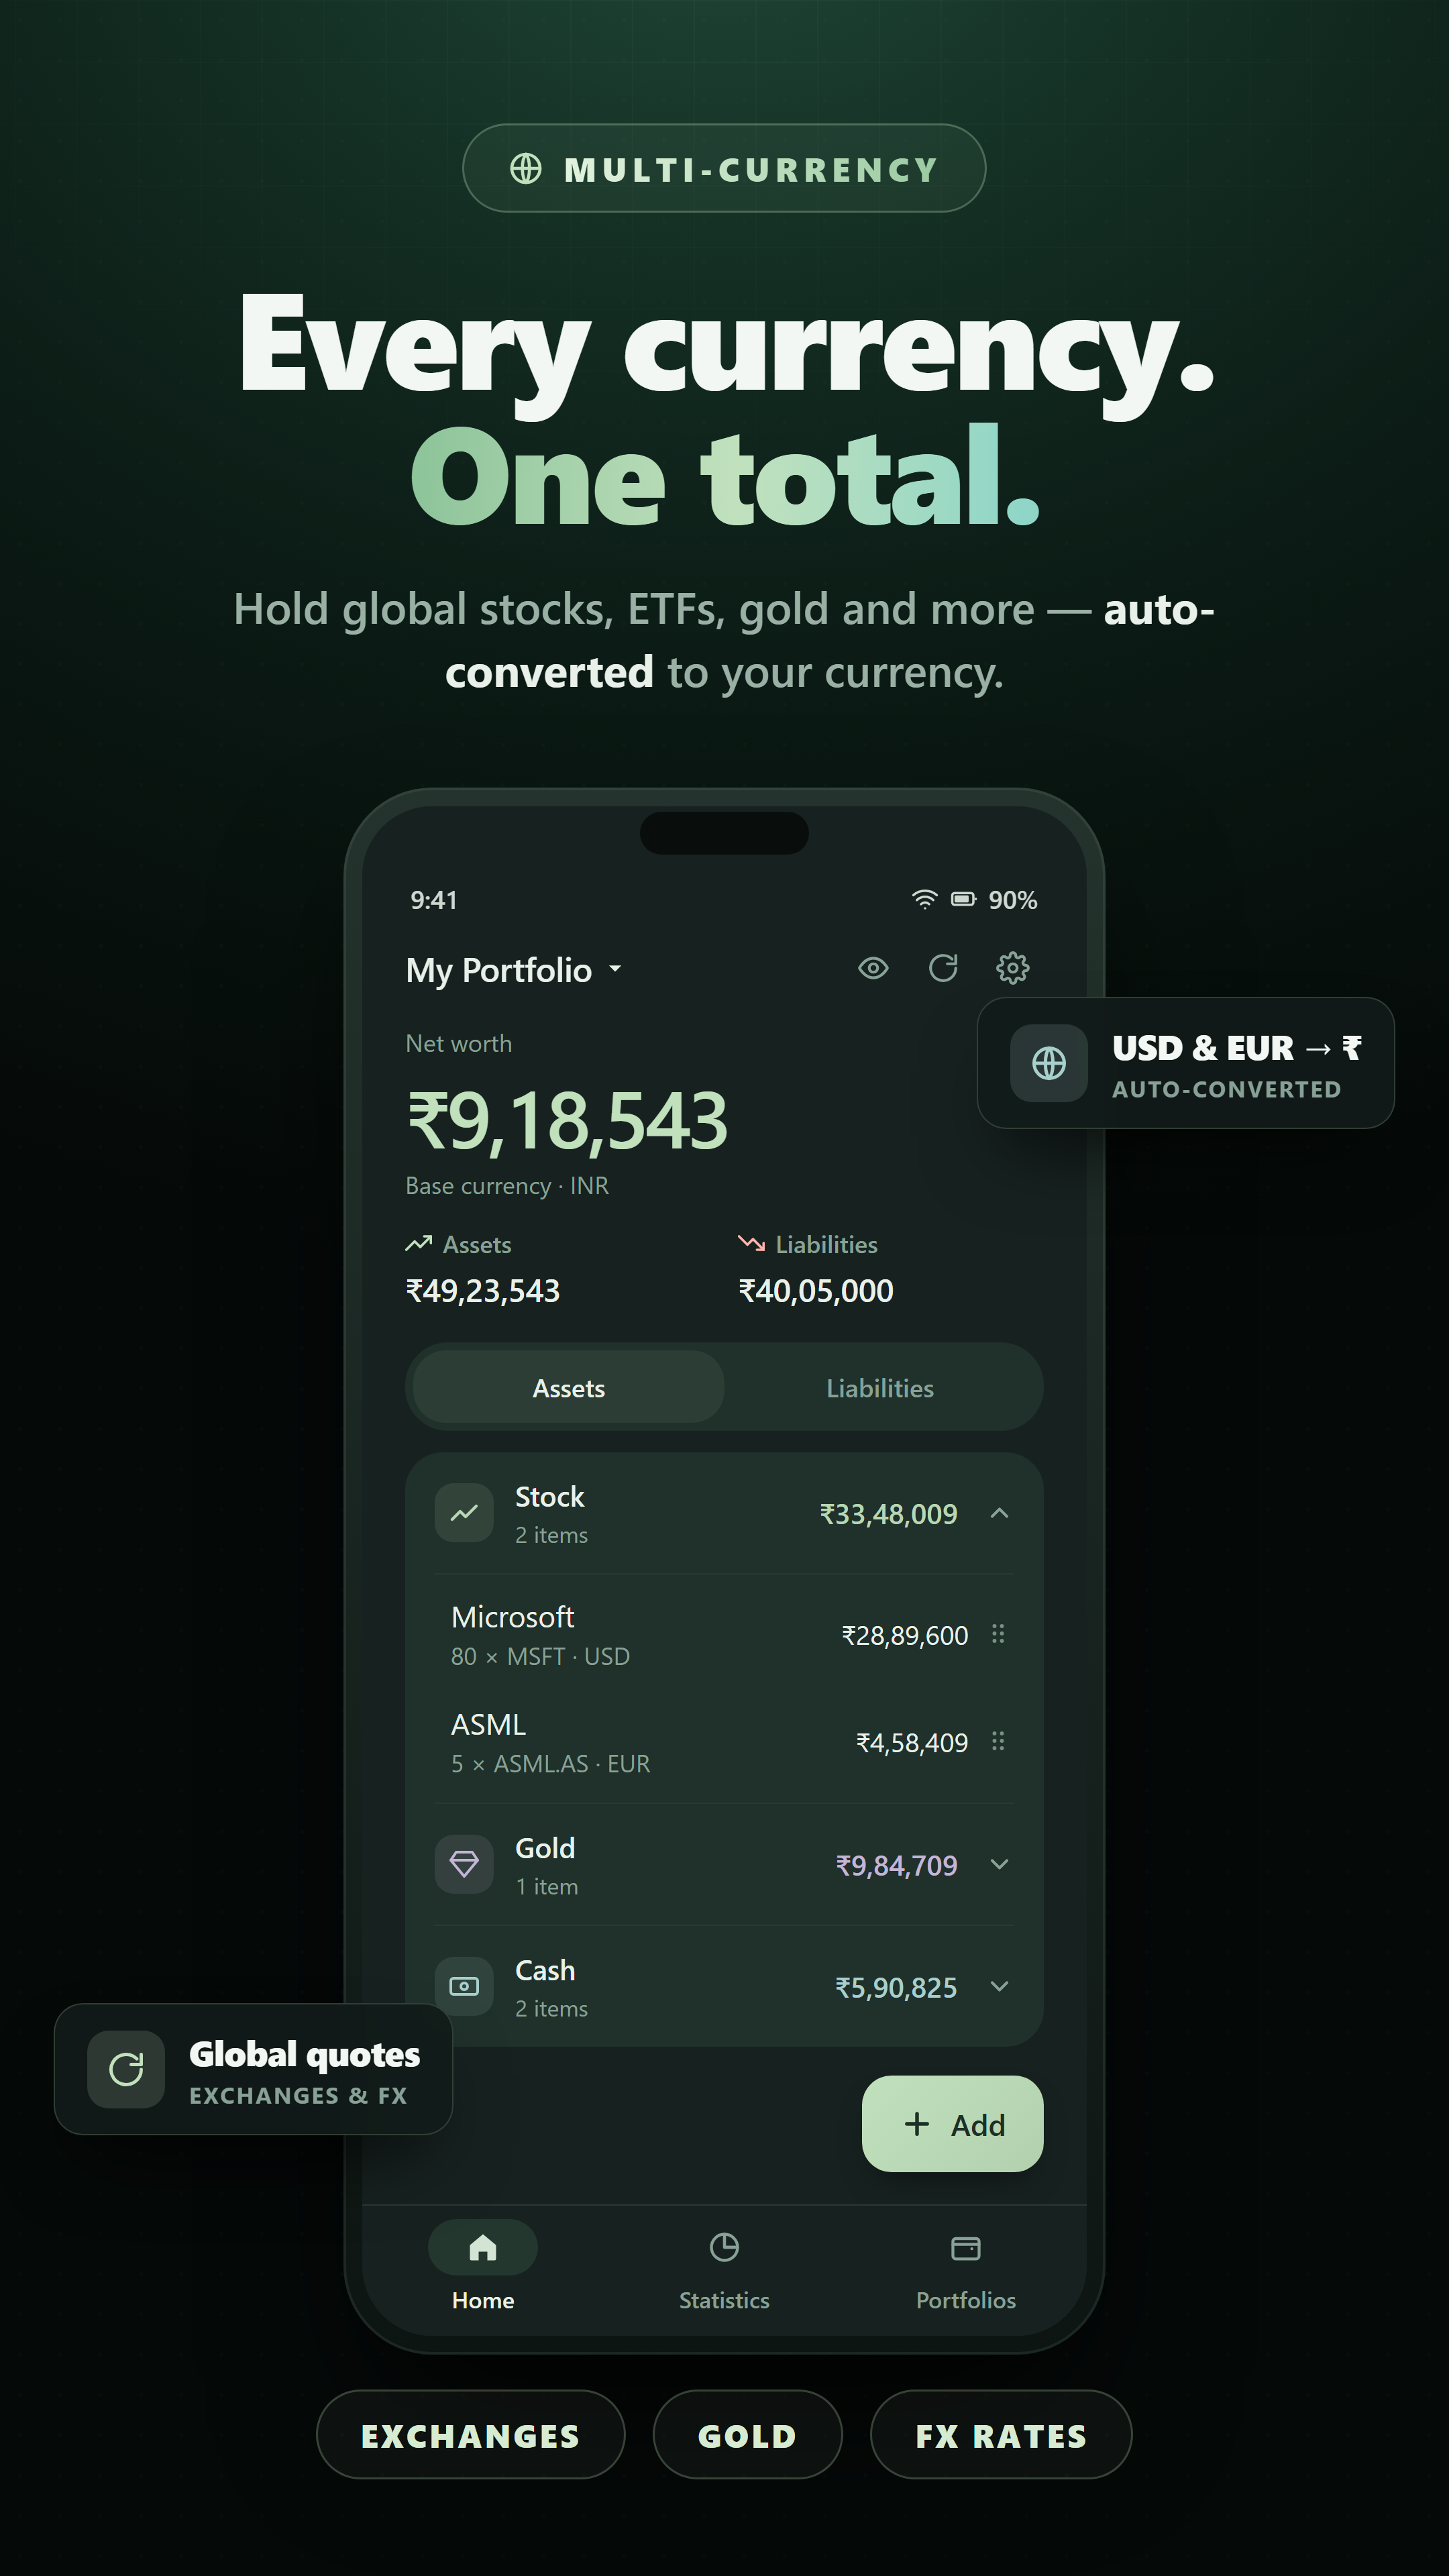 MULTI-CURRENCY
Every currency.
One total.
Hold global stocks, ETFs, gold and more — auto-
converted to your currency.
9:41
90%
My Portfolio
Net worth
₹9,18,543
Base currency · INR
USD & EUR → ₹
AUTO-CONVERTED
Assets
Liabilities
₹49,23,543
₹40,05,000
Assets
Liabilities
Stock
2 items
₹33,48,009
Microsoft
80 × MSFT · USD
₹28,89,600
ASML
5 × ASML.AS · EUR
₹4,58,409
Gold
1 item
₹9,84,709
Cash
2 items
₹5,90,825
Global quotes
EXCHANGES & FX
Add
Home
Statistics
Portfolios
EXCHANGES
GOLD
FX RATES